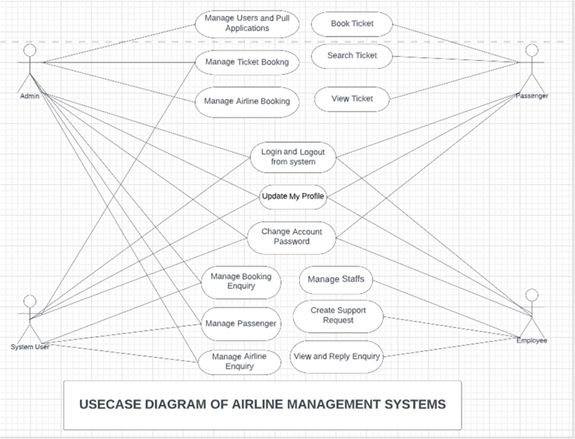 Manage Users and Pull
Applications
Book Ticket
Manage Ticket Bookng
Search Ticket
Admin
Passenger
Manage Airline Booking
View Ticket
Login and Logout
from system
Update My Profile
Change Account
Password
Manage Booking
Enquiry
Manage Staffs
Create Support
Request
Manage Passenger
System User
Employee
Manage Airline
Enquiry
View and Reply Enquiry
USECASE DIAGRAM OF AIRLINE MANAGEMENT SYSTEMS